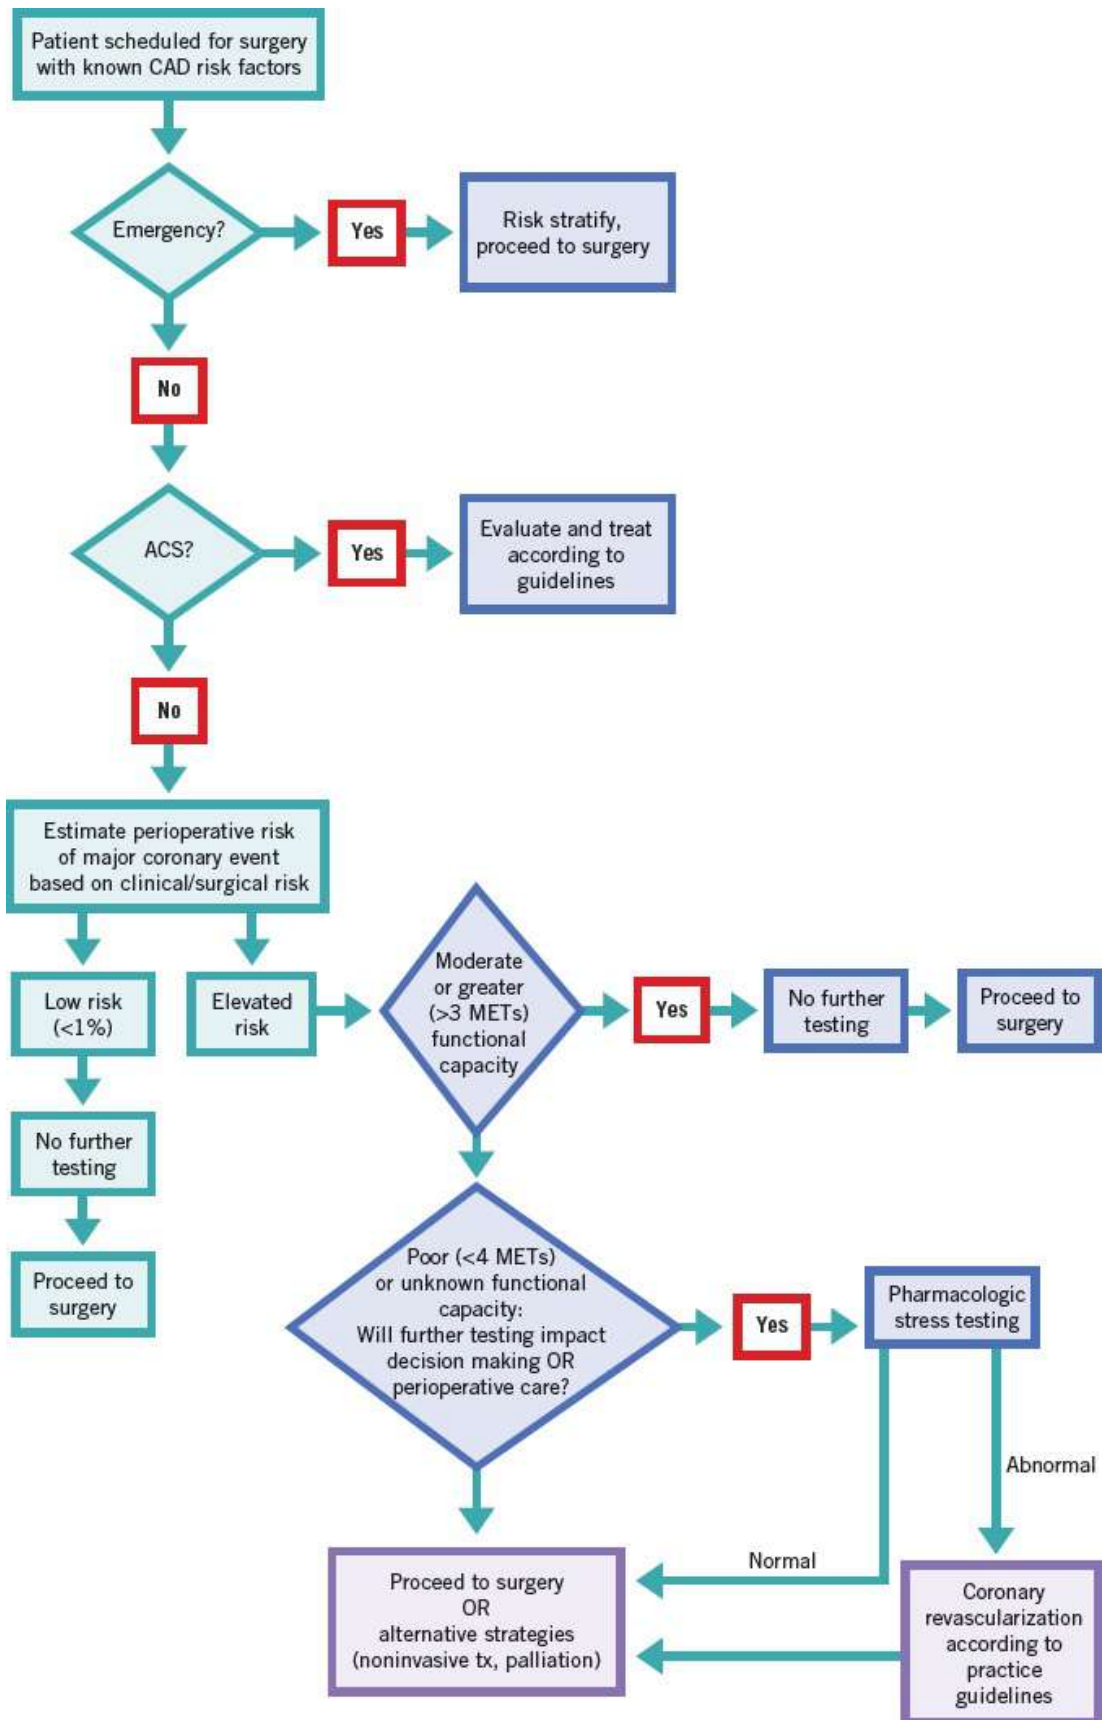 Patient scheduled for surgery
with known CAD risk factors
Emergency?
Yes
Risk stratify,
proceed to surgery
No
ACS?
Yes
Evaluate and treat
according to
guidelines
No
Estimate perioperative risk
of major coronary event
based on clinical/surgical risk
Low risk
(<1%)
Elevated
risk
Moderate
or greater
(>3 METs)
functional
capacity
Yes
No further
testing
Proceed to
surgery
No further
testing
Proceed to
surgery
Poor (<4 METs)
or unknown functional
capacity:
Will further testing impact
decision making OR
perioperative care?
Yes
Pharmacologic
stress testing
Abnormal
Normal
Proceed to surgery
OR
alternative strategies
(noninvasive tx, palliation)
Coronary
revascularization
according to
practice
guidelines